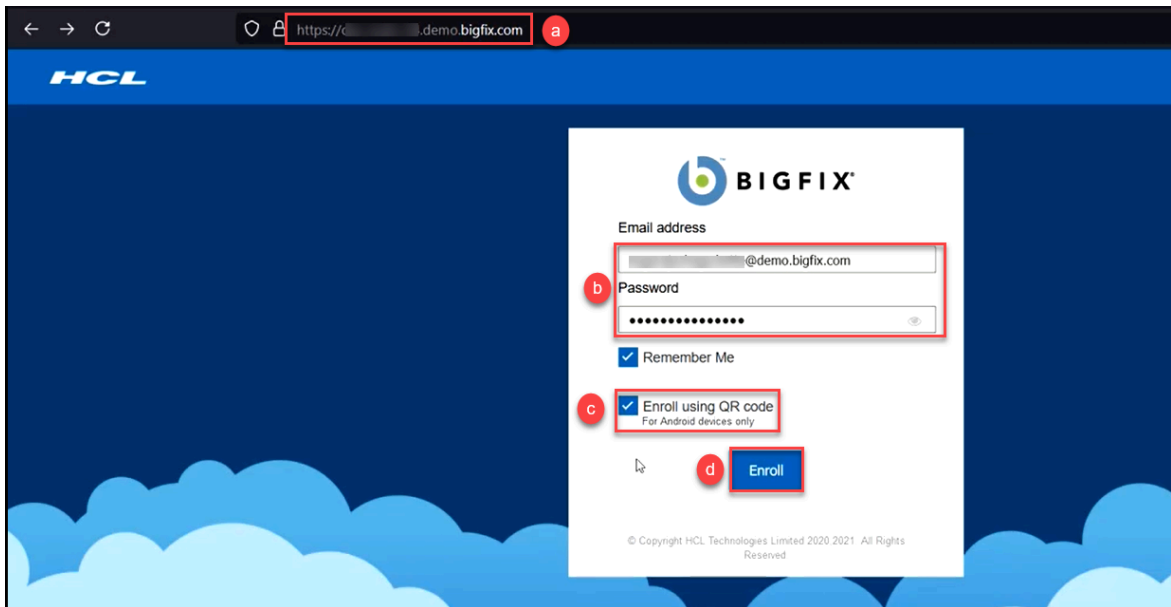 https:// .demo.bigfix.com
a
HCL
BIGFIX
Email address
@demo.bigfix.com
b
Password
Remember Me
c
Enroll using QR code
For Android devices only
d
Enroll
© Copyright HCL Technologies Limited 2020.2021 All Rights
Reserved